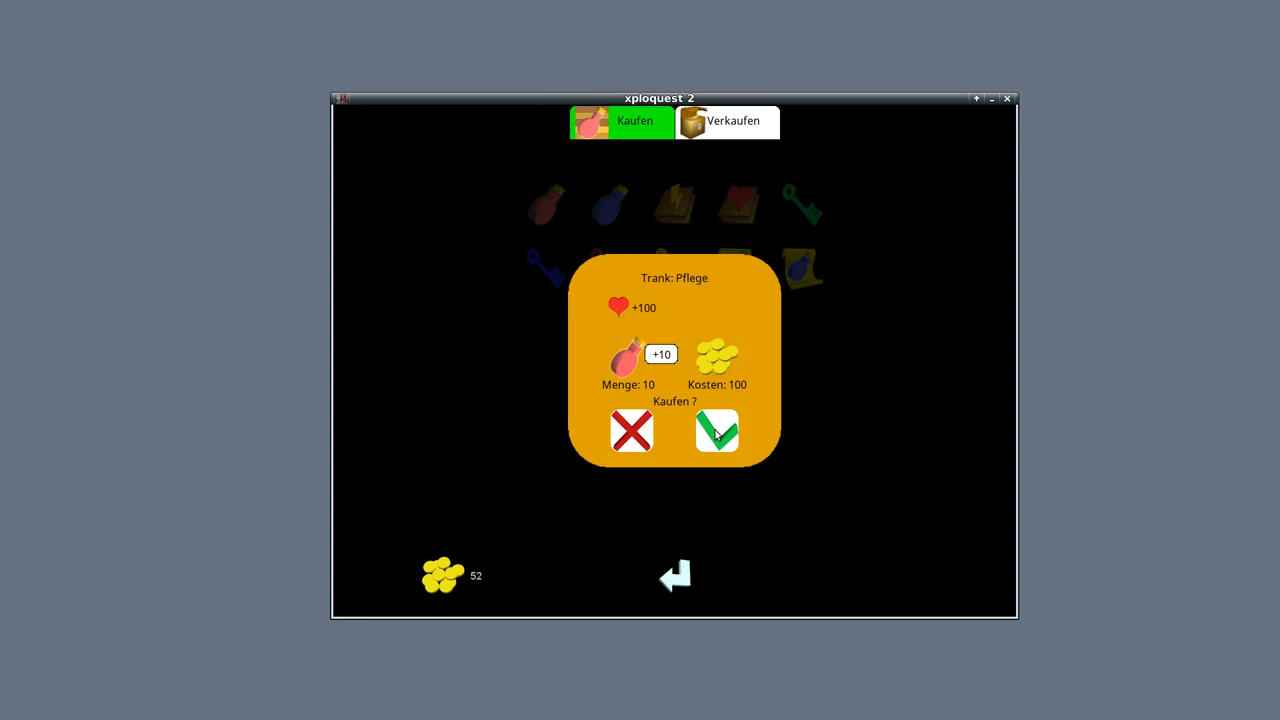 xploquest 2
Kaufen
Verkaufen
Trank: Pflege
+100
+10
Menge: 10
Kosten: 100
Kaufen ?
52